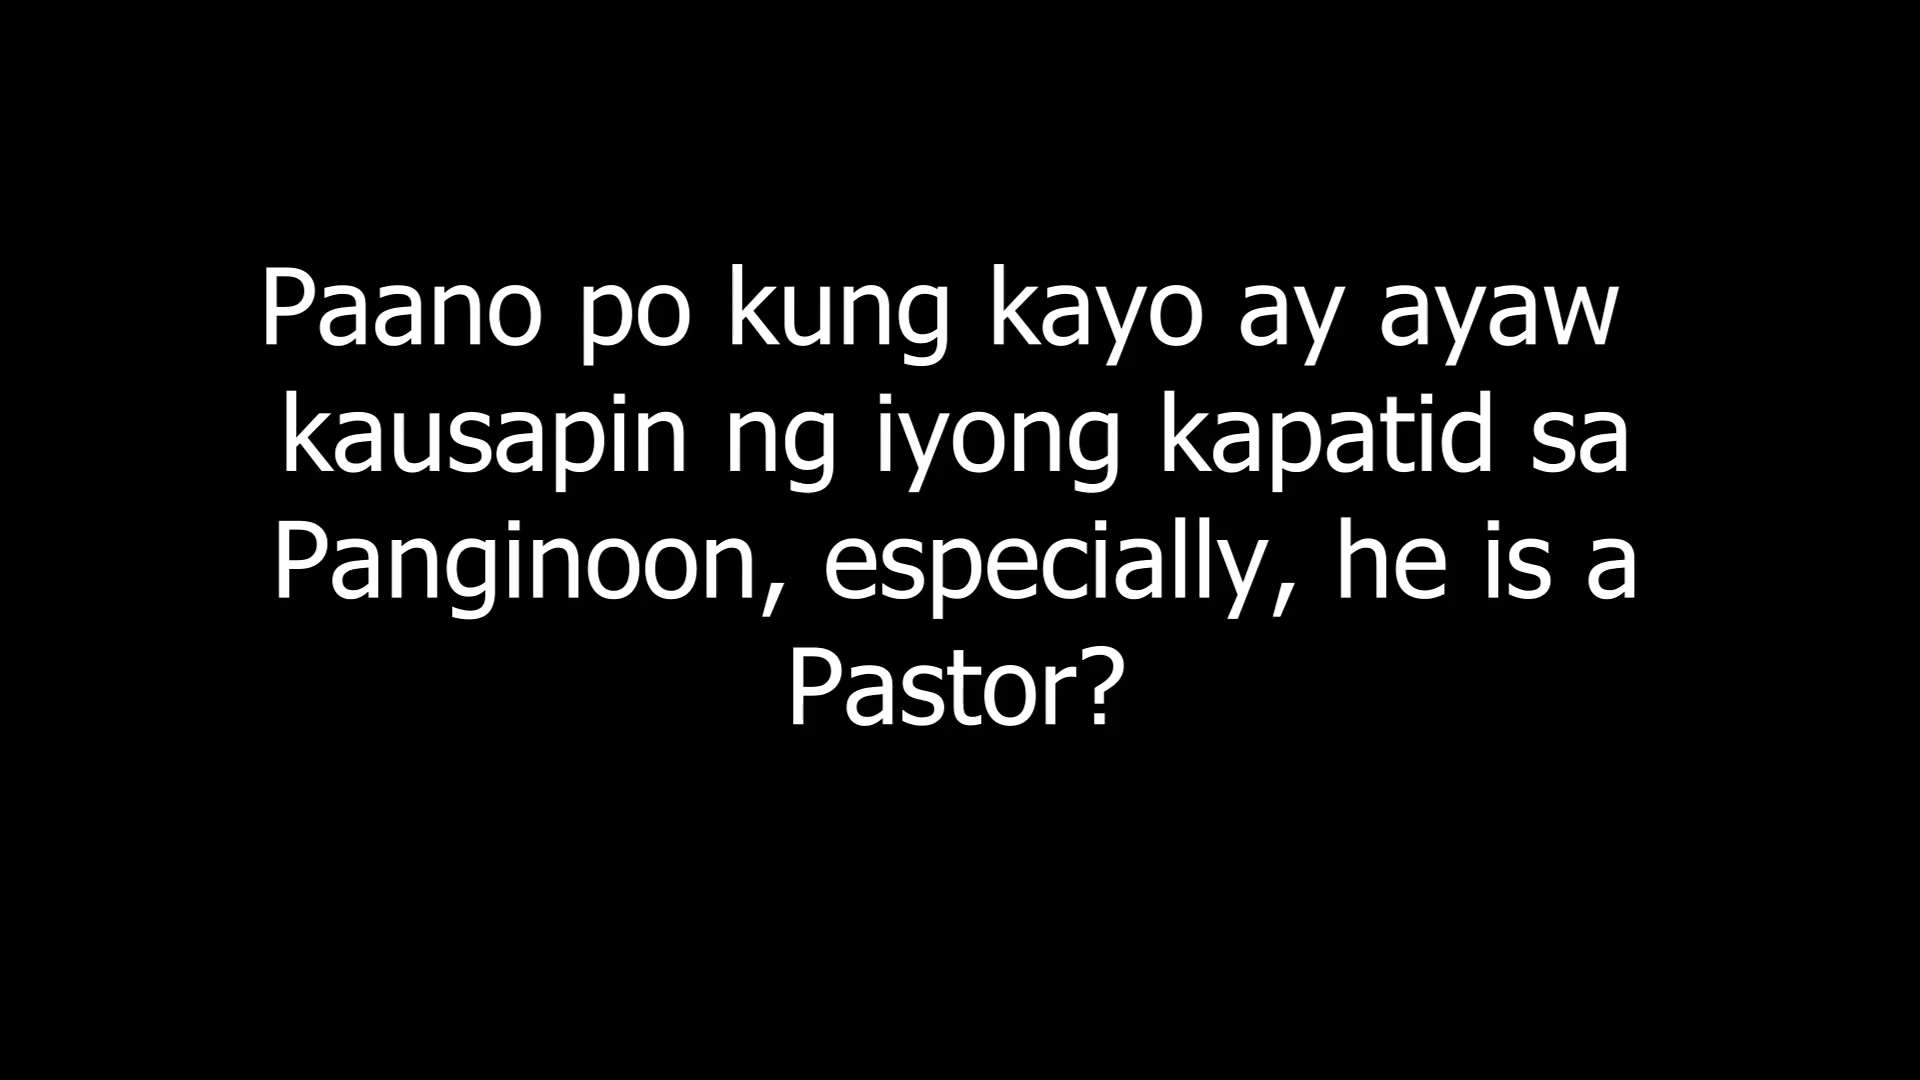 Paano po kung kayo ay ayaw
kausapin ng iyong kapatid sa
Panginoon, especially, he is a
Pastor?